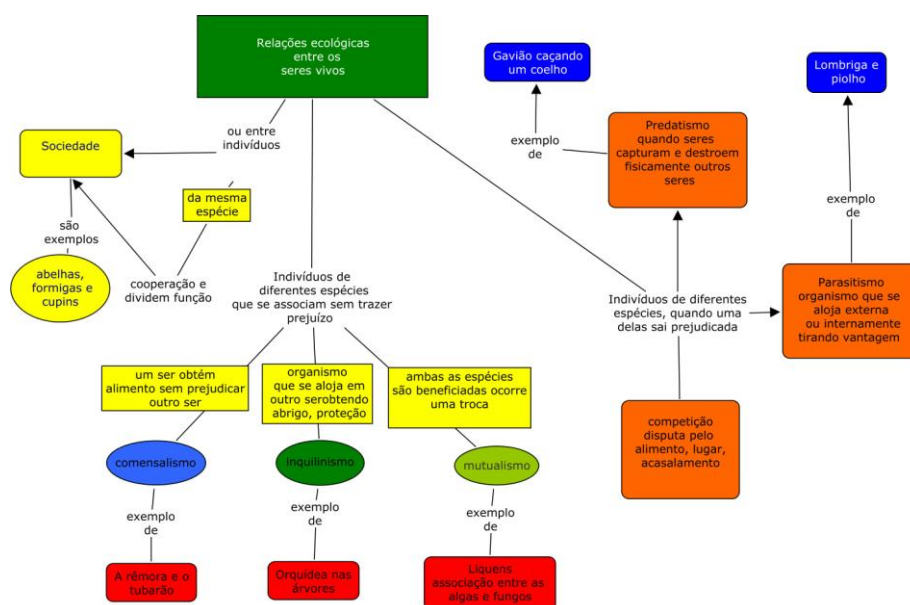 Relações ecológicas
entre os
seres vivos
Gavião caçando
um coelho
Lombriga e
piolho
ou entre
indivíduos
Sociedade
exemplo
de
Predatismo
quando seres
capturam e destroem
fisicamente outros
seres
da mesma
espécie
são
exemplos
exemplo
de
abelhas,
formigas e
cupins
cooperação e
dividem função
Indivíduos de
diferentes espécies
que se associam sem trazer
prejuízo
Indivíduos de diferentes
espécies, quando uma
delas sai prejudicada
Parasitismo
organismo que se
aloja externa
ou internamente
tirando vantagem
um ser obtém
alimento sem prejudicar
outro ser
organismo
que se aloja em
outro serobtendo
abrigo, proteção
ambas as espécies
são beneficiadas ocorre
uma troca
competição
disputa pelo
alimento, lugar,
acasalamento
comensalismo
inquilinismo
mutualismo
exemplo
de
exemplo
de
exemplo
de
A rêmora e o
tubarão
Orquidea nas
árvores
Liquens
associação entre as
algas e fungos